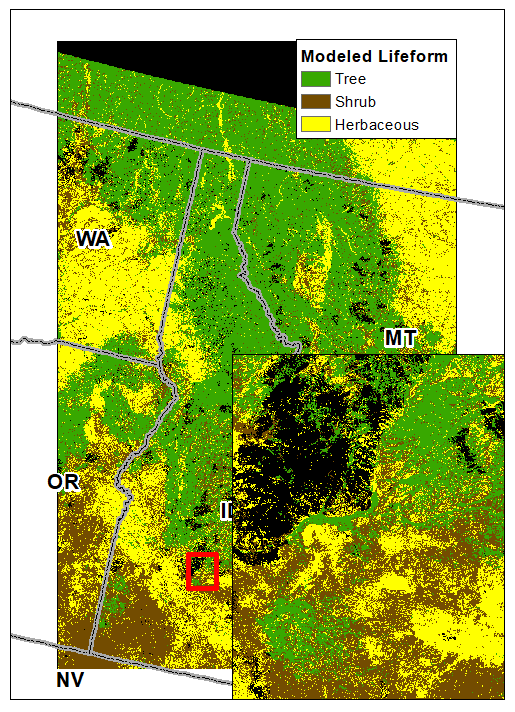 Modeled Lifeform
Tree
Shrub
Herbaceous
WA
MT
OR
NV